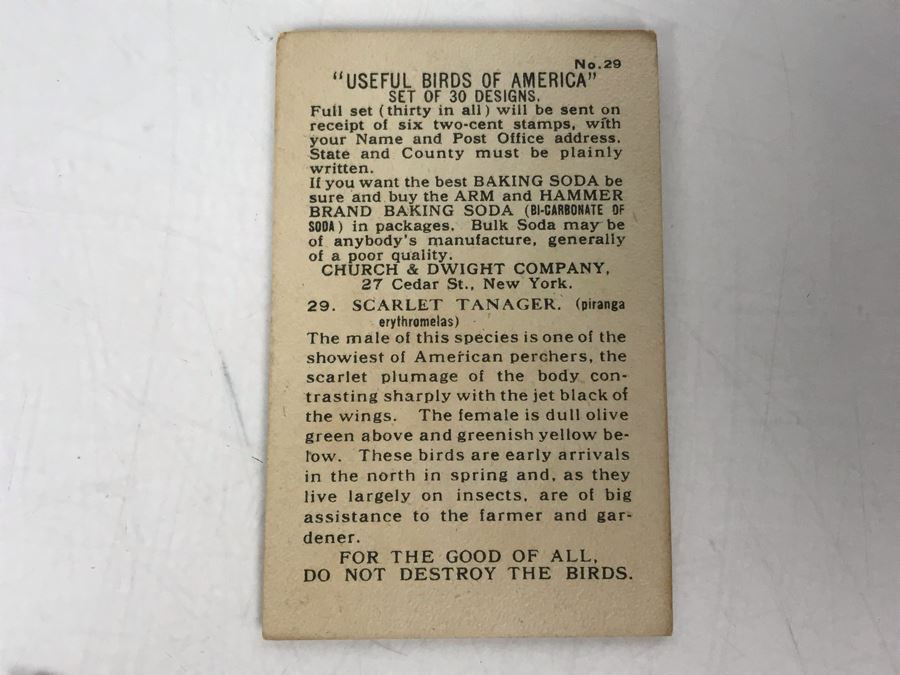 No.29
"USEFUL BIRDS OF AMERICA"
SET OF 30 DESIGNS.
Full set (thirty in all) will be sent on
receipt of six two-cent stamps, with
your Name and Post Office address.
State and County must be plainly
written.
If you want the best BAKING SODA be
sure and buy the ARM and HAMMER
BRAND BAKING SODA (BI-CARBONATE OF
SODA) in packages. Bulk Soda may be
of anybody's manufacture, generally
of a poor quality.
CHURCH & DWIGHT COMPANY,
27 Cedar St., New York.
29. SCARLET TANAGER. (piranga
erythromelas)
The male of this species is one of the
showiest of American perchers, the
scarlet plumage of the body con-
trasting sharply with the jet black of
the wings. The female is dull olive
green above and greenish yellow be-
low. These birds are early arrivals
in the north in spring and, as they
live largely on insects, are of big
assistance to the farmer and gar-
dener.
FOR THE GOOD OF ALL,
DO NOT DESTROY THE BIRDS.